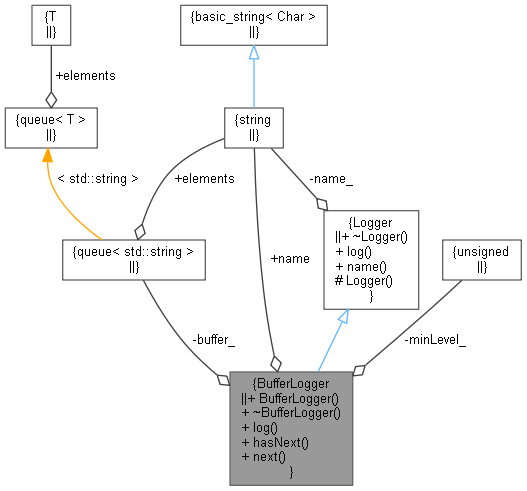 {T
||}
{basic_string< Char >
||}
+elements
{queue< T >
||}
{string
||}
< std::string >
+elements
-name_
{Logger
||+ ~Logger()
+ log()
+ name()
# Logger()
}
{queue< std::string >
||}
+name
{unsigned
||}
-buffer_
-minLevel_
{BufferLogger
||+ BufferLogger()
+ ~BufferLogger()
+ log()
+ hasNext()
+ next()
}